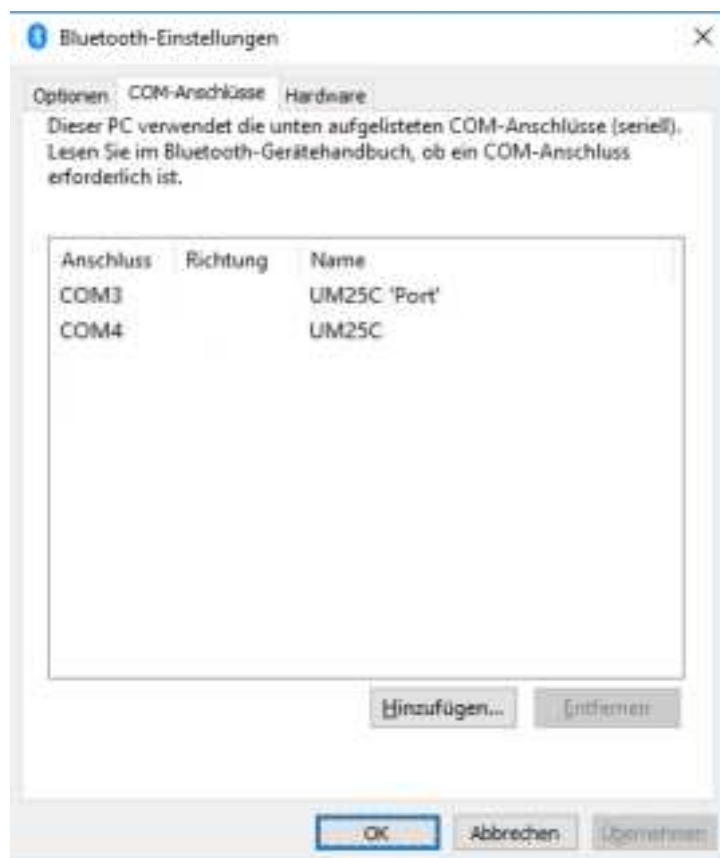 Bluetooth-Einstellungen
Optionen COM-Anschlüsse Hardware
Dieser PC verwendet die unten aufgelisteten COM-Anschlüsse (seriell).
Lesen Sie im Bluetooth-Gerätehandbuch, ob ein COM-Anschluss
erforderlich ist.
Anschluss Richtung Name
COM3 UM25C 'Port'
COM4 UM25C
Hinzufügen... Entfernen
OK Abbrechen Übernehmen